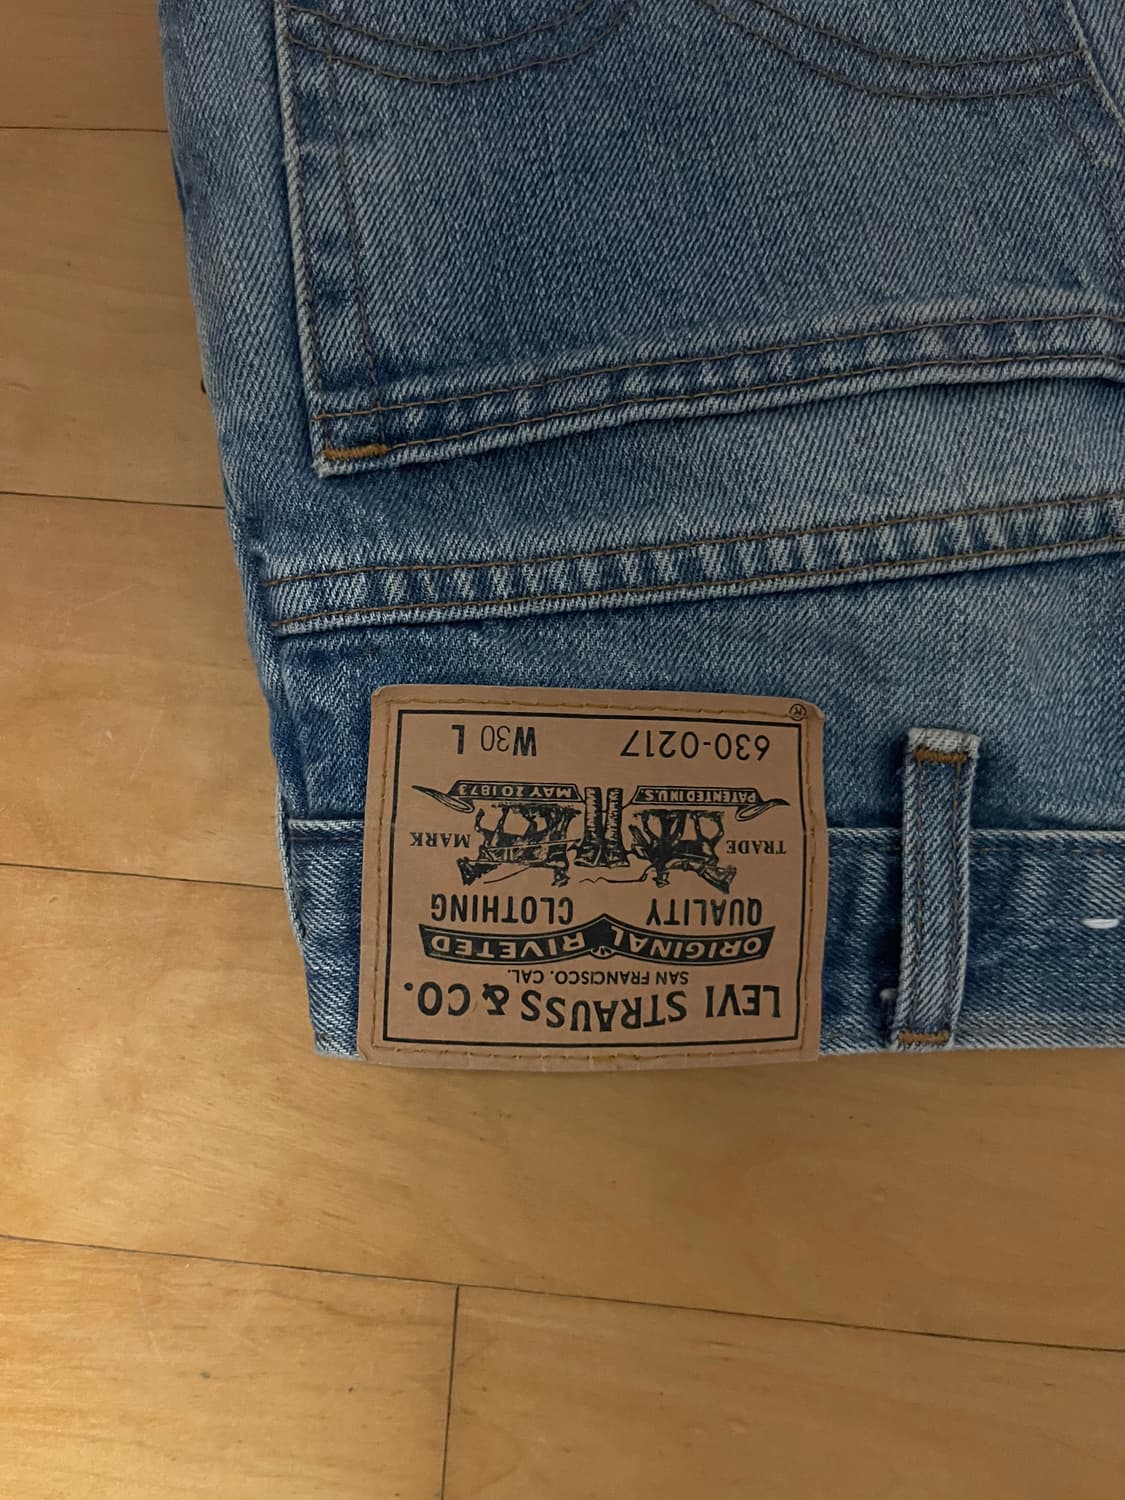 LEVI STRAUSS & CO.
SAN FRANCISCO. CAL.
ORIGINAL RIVETED
QUALITY CLOTHING
TRADE MARK
PATENTED IN U.S. MAY 20 1873
630-0217 W30 L
®